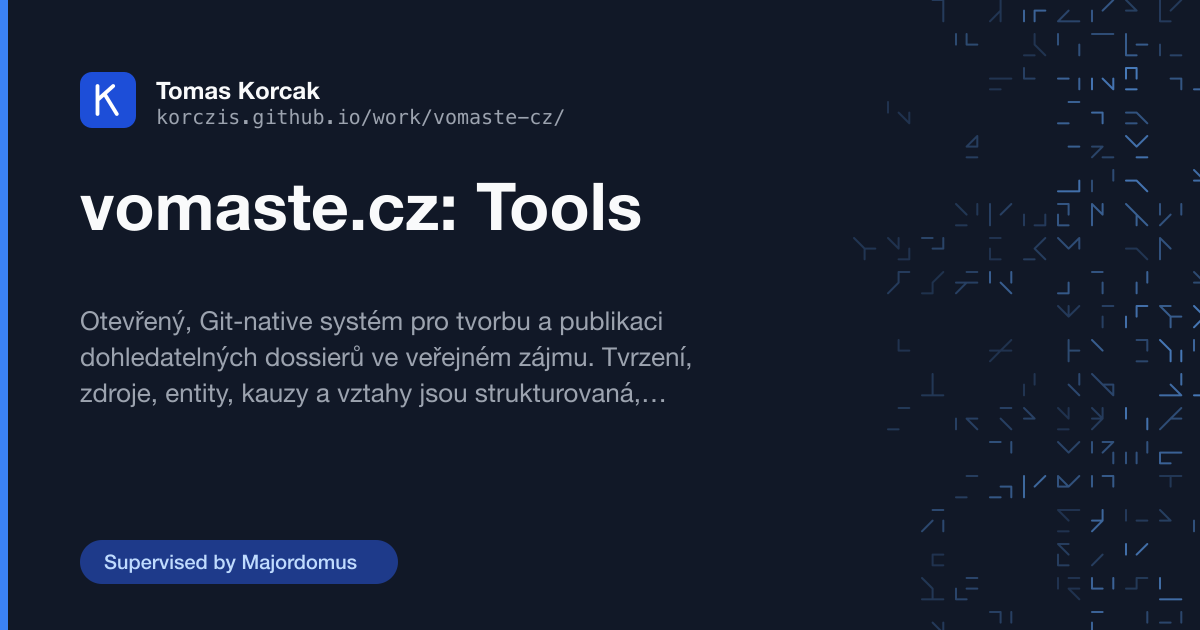 K
Tomas Korcak
korczis.github.io/work/vomaste-cz/
vomaste.cz: Tools
Otevřený, Git-native systém pro tvorbu a publikaci
dohledatelných dossierů ve veřejném zájmu. Tvrzení,
zdroje, entity, kauzy a vztahy jsou strukturovaná,…
Supervised by Majordomus